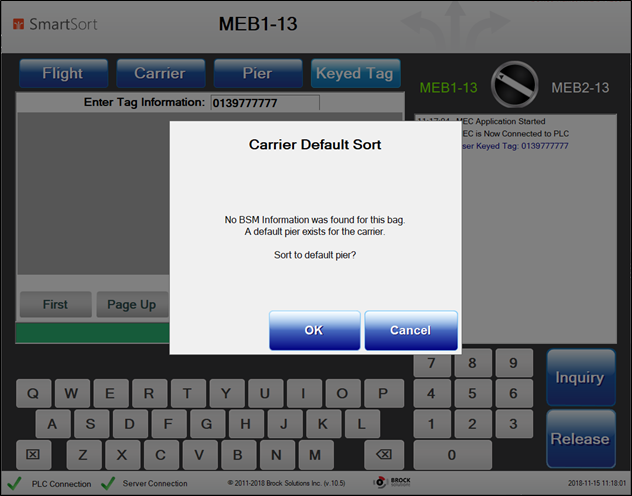 SmartSort
MEB1-13
Flight
Carrier
Pier
Keyed Tag
MEB1-13
MEB2-13
Enter Tag Information: 0139777777
11:17:04 MEC Application Started
EC is Now Connected to PLC
ser Keyed Tag: 0139777777
Carrier Default Sort
No BSM Information was found for this bag.
A default pier exists for the carrier.
Sort to default pier?
OK
Cancel
First
Page Up
7 8 9
Q W E R T Y U I O P 4 5 6
A S D F G H J K L 1 2 3
Z X C V B N M 0
Inquiry
Release
PLC Connection
Server Connection
© 2011-2018 Brock Solutions Inc. (v.10.5)
BROCK
SOLUTIONS
2018-11-15 11:18:01